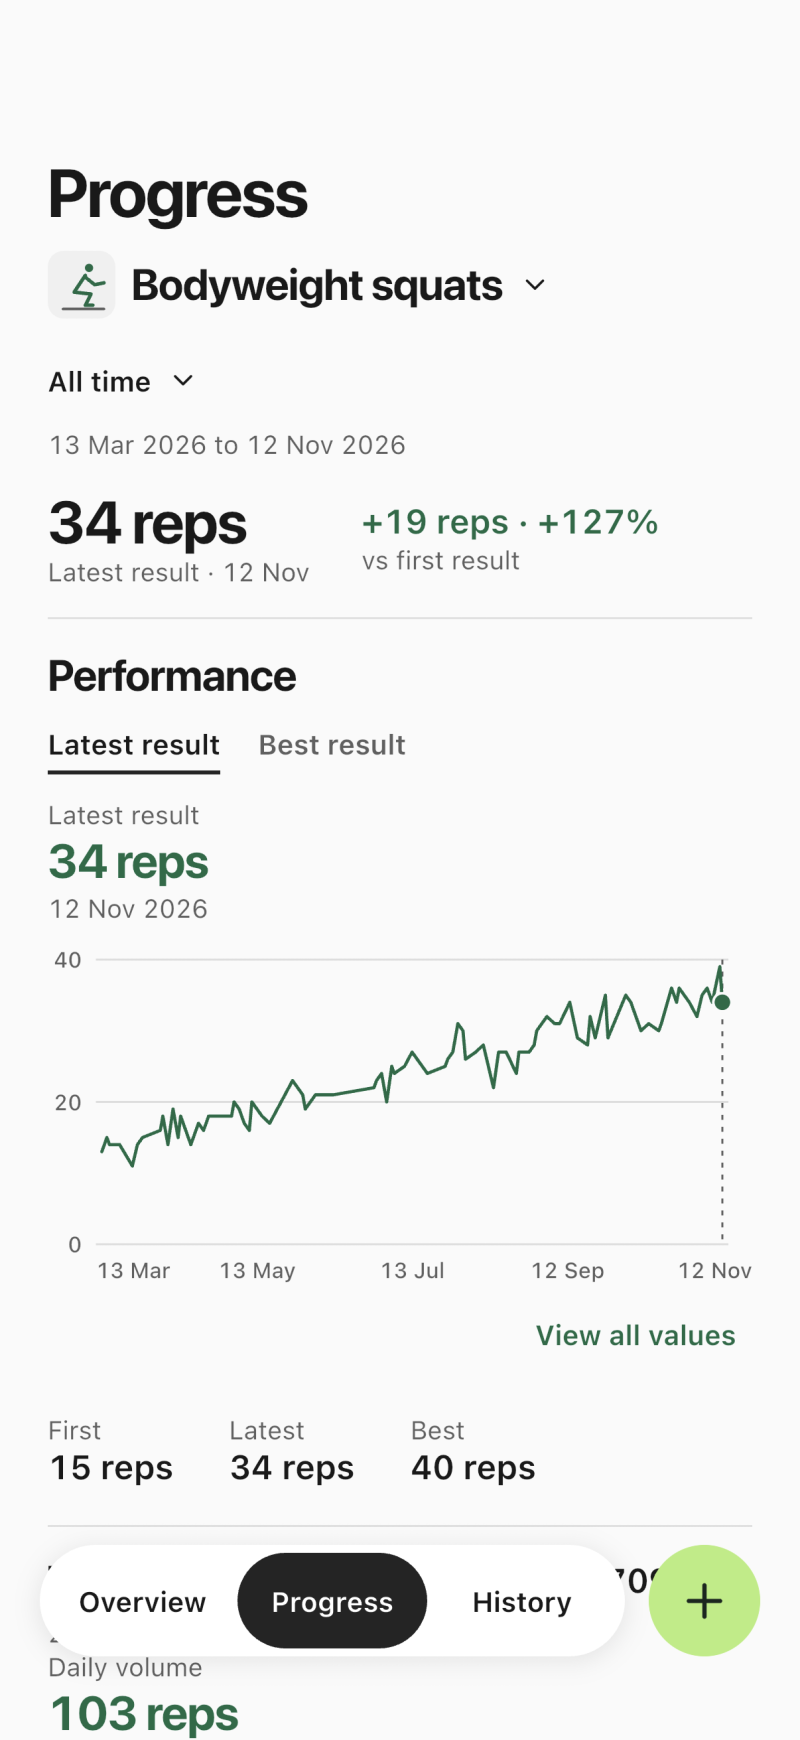 Progress
Bodyweight squats
All time
13 Mar 2026 to 12 Nov 2026
34 reps
+19 reps · +127%
Latest result · 12 Nov
vs first result
Performance
Latest result Best result
Latest result
34 reps
12 Nov 2026
40
20
0
13 Mar 13 May 13 Jul 12 Sep 12 Nov
View all values
First Latest Best
15 reps 34 reps 40 reps
Overview Progress History
Daily volume
103 reps